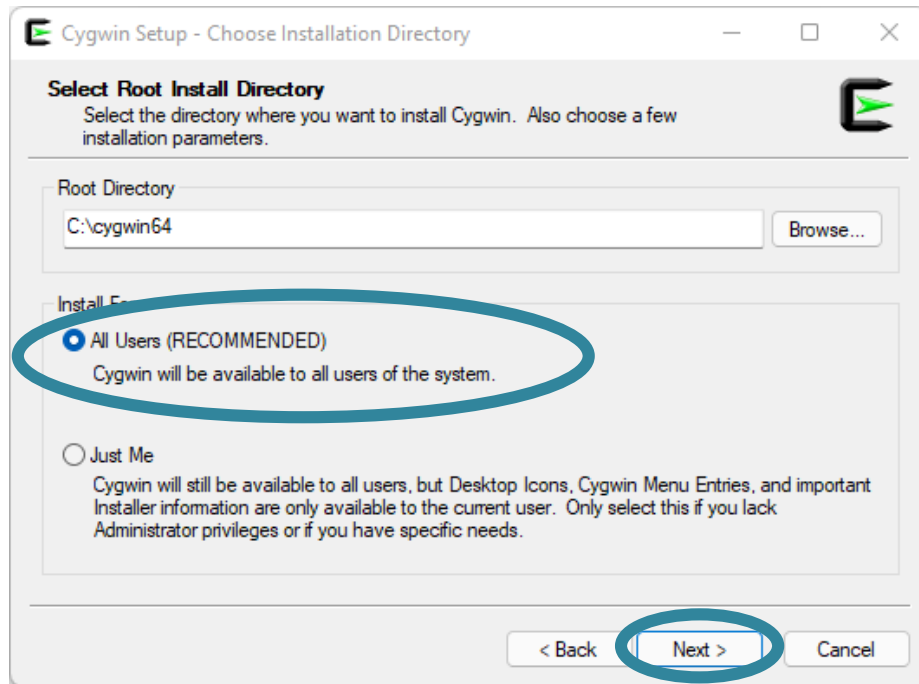 Cygwin Setup - Choose Installation Directory
Select Root Install Directory
Select the directory where you want to install Cygwin. Also choose a few
installation parameters.
Root Directory
C:\cygwin64
Browse...
Install
All Users (RECOMMENDED)
Cygwin will be available to all users of the system.
Just Me
Cygwin will still be available to all users, but Desktop Icons, Cygwin Menu Entries, and important
Installer information are only available to the current user. Only select this if you lack
Administrator privileges or if you have specific needs.
< Back
Next >
Cancel